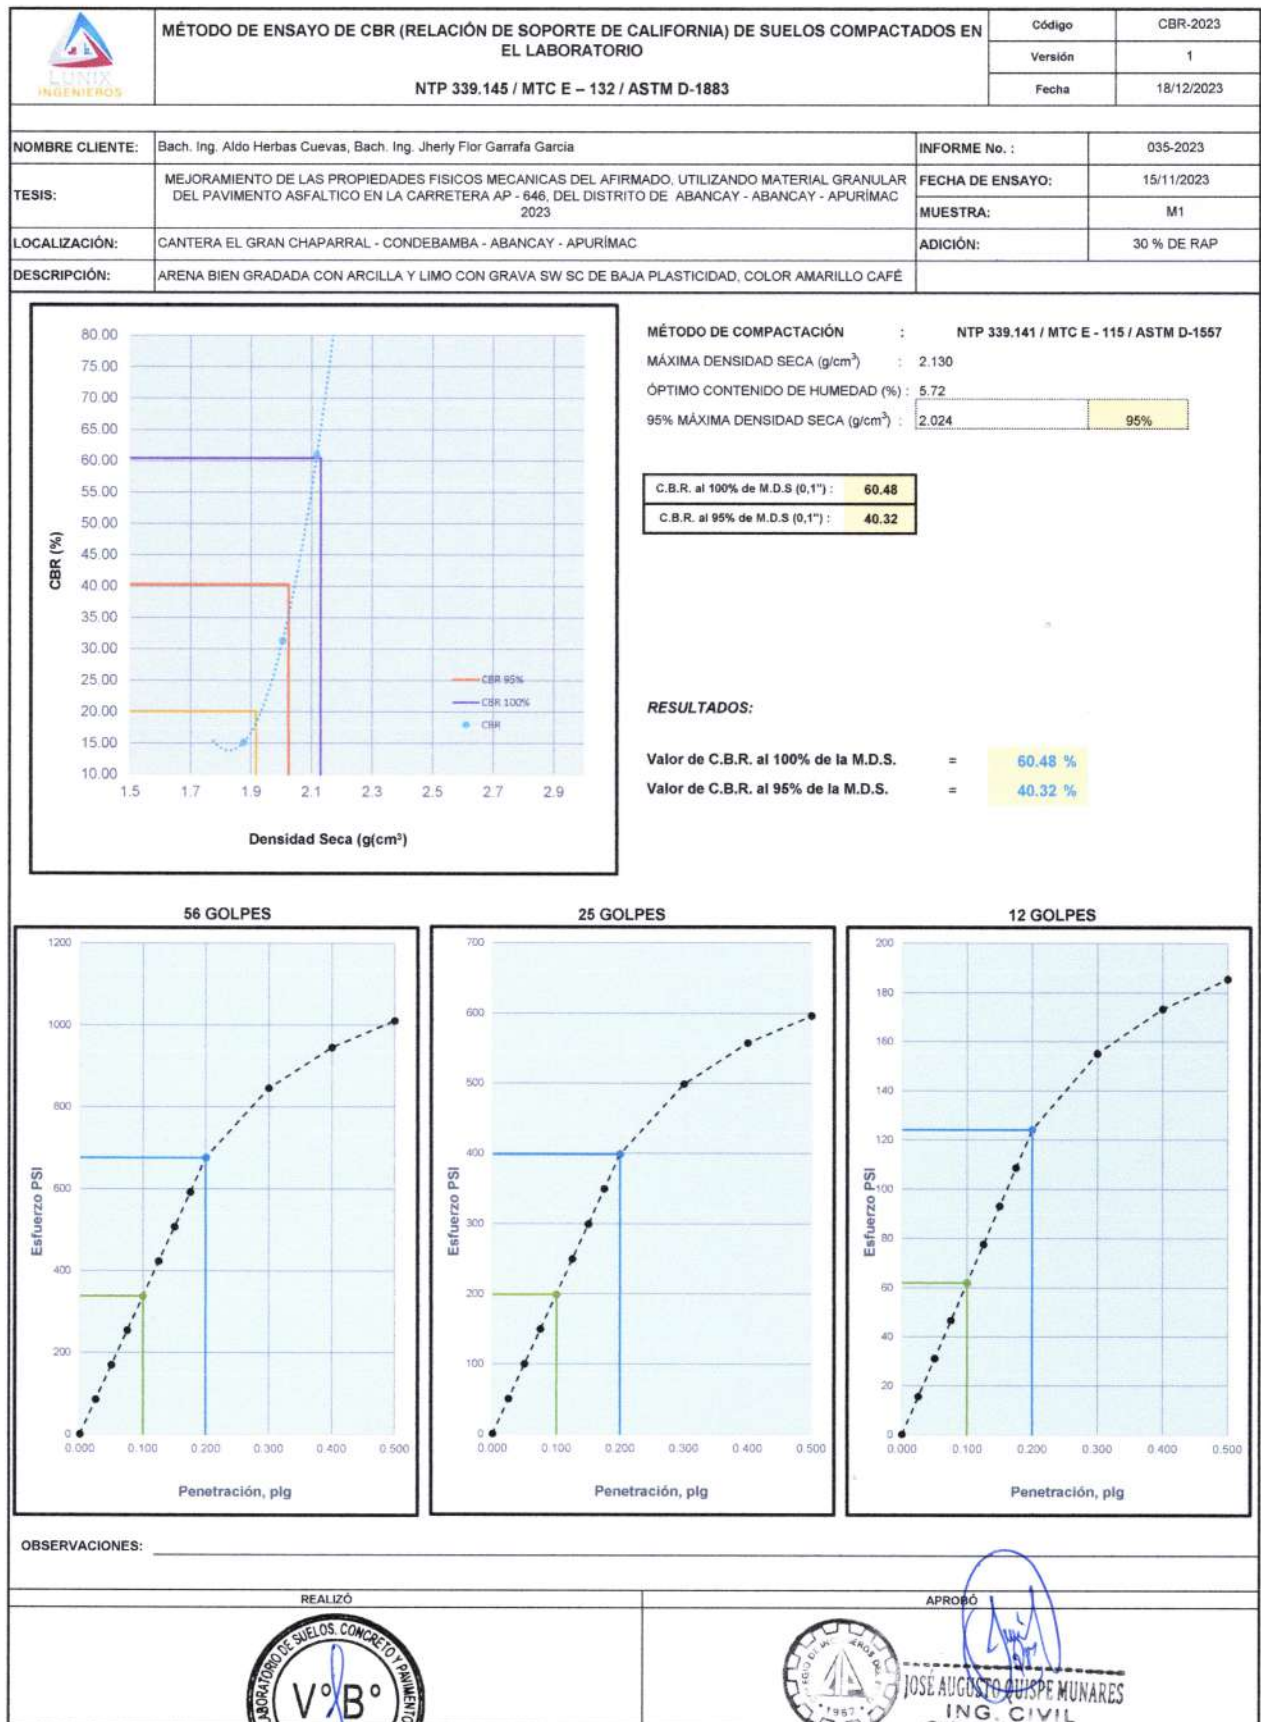 LUNIX
INGENIEROS
MÉTODO DE ENSAYO DE CBR (RELACIÓN DE SOPORTE DE CALIFORNIA) DE SUELOS COMPACTADOS EN
EL LABORATORIO
NTP 339.145 / MTC E – 132 / ASTM D-1883
Código CBR-2023
Versión 1
Fecha 18/12/2023
NOMBRE CLIENTE: Bach. Ing. Aldo Herbas Cuevas, Bach. Ing. Jherly Flor Garrafa Garcia INFORME No. : 035-2023
TESIS: MEJORAMIENTO DE LAS PROPIEDADES FISICOS MECANICAS DEL AFIRMADO, UTILIZANDO MATERIAL GRANULAR
DEL PAVIMENTO ASFALTICO EN LA CARRETERA AP - 646, DEL DISTRITO DE ABANCAY - ABANCAY - APURÍMAC
2023
FECHA DE ENSAYO: 15/11/2023
MUESTRA: M1
LOCALIZACIÓN: CANTERA EL GRAN CHAPARRAL - CONDEBAMBA - ABANCAY - APURÍMAC ADICIÓN: 30 % DE RAP
DESCRIPCIÓN: ARENA BIEN GRADADA CON ARCILLA Y LIMO CON GRAVA SW SC DE BAJA PLASTICIDAD, COLOR AMARILLO CAFÉ
80.00
75.00
70.00
65.00
60.00
55.00
50.00
45.00
40.00
35.00
30.00
25.00
20.00
15.00
10.00
CBR (%)
1.5 1.7 1.9 2.1 2.3 2.5 2.7 2.9
Densidad Seca (g(cm³)
CBR 95%
CBR 100%
CBR
MÉTODO DE COMPACTACIÓN : NTP 339.141 / MTC E - 115 / ASTM D-1557
MÁXIMA DENSIDAD SECA (g/cm³) : 2.130
ÓPTIMO CONTENIDO DE HUMEDAD (%) : 5.72
95% MÁXIMA DENSIDAD SECA (g/cm³) : 2.024 95%
C.B.R. al 100% de M.D.S (0,1") : 60.48
C.B.R. al 95% de M.D.S (0,1") : 40.32
RESULTADOS:
Valor de C.B.R. al 100% de la M.D.S. = 60.48 %
Valor de C.B.R. al 95% de la M.D.S. = 40.32 %
56 GOLPES
1200
1000
800
600
400
200
0
Esfuerzo PSI
0.000 0.100 0.200 0.300 0.400 0.500
Penetración, plg
25 GOLPES
700
600
500
400
300
200
100
0
Esfuerzo PSI
0.000 0.100 0.200 0.300 0.400 0.500
Penetración, plg
12 GOLPES
200
180
160
140
120
100
80
60
40
20
0
Esfuerzo PSI
0.000 0.100 0.200 0.300 0.400 0.500
Penetración, plg
OBSERVACIONES:
REALIZÓ
APROBÓ
LABORATORIO DE SUELOS, CONCRETO Y PAVIMENTO
V°B°
1962
JOSÉ AUGUSTO QUISPE MUNARES
ING. CIVIL